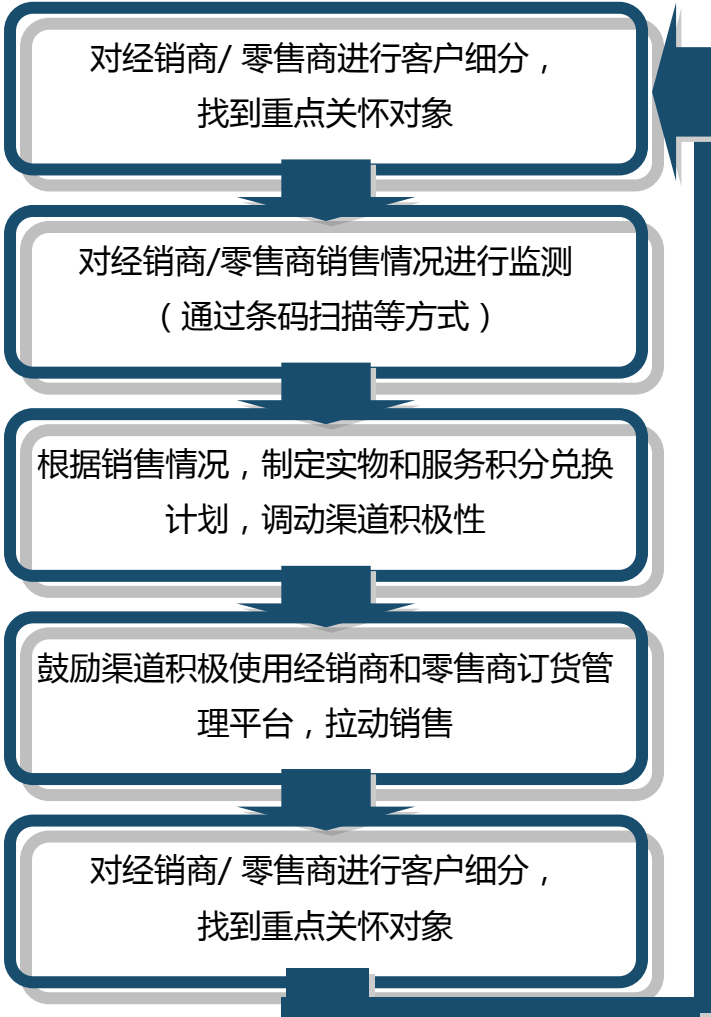 对经销商/ 零售商进行客户细分，
找到重点关怀对象
对经销商/零售商销售情况进行监测
（通过条码扫描等方式）
根据销售情况，制定实物和服务积分兑换
计划，调动渠道积极性
鼓励渠道积极使用经销商和零售商订货管
理平台，拉动销售
对经销商/ 零售商进行客户细分，
找到重点关怀对象